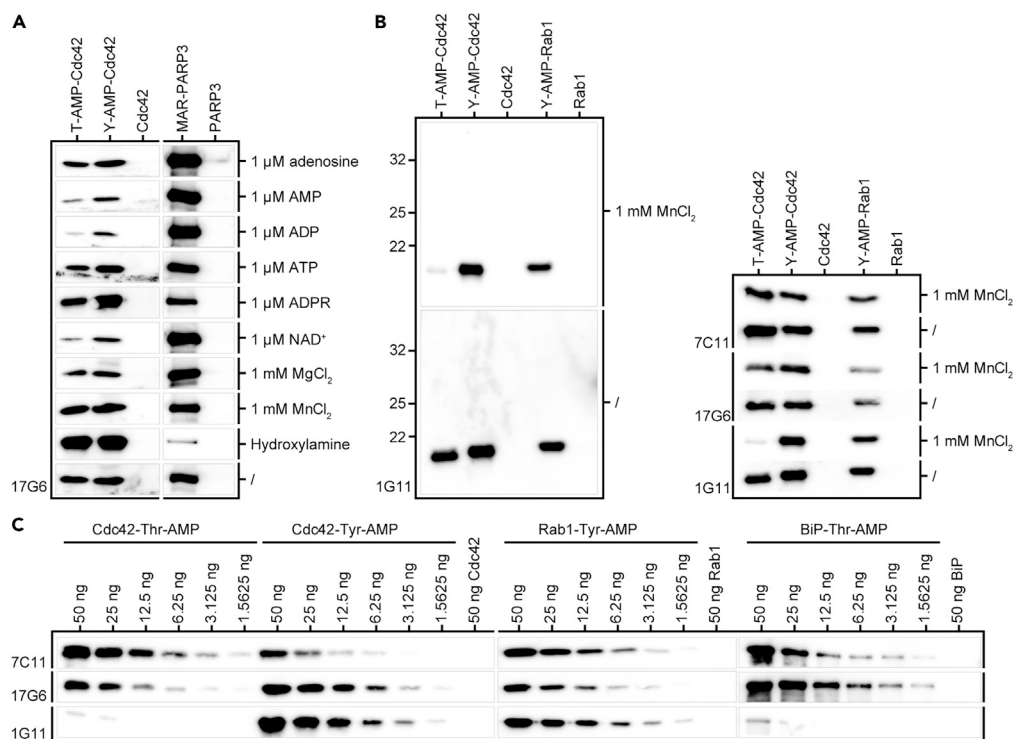 A
T-AMP-Cdc42
Y-AMP-Cdc42
Cdc42
MAR-PARP3
PARP3
1 µM adenosine
1 µM AMP
1 µM ADP
1 µM ATP
1 µM ADPR
1 µM NAD⁺
1 mM MgCl₂
1 mM MnCl₂
Hydroxylamine
/
17G6
B
T-AMP-Cdc42
Y-AMP-Cdc42
Cdc42
Y-AMP-Rab1
Rab1
32
25
22
1 mM MnCl₂
32
25
22
/
1G11
T-AMP-Cdc42
Y-AMP-Cdc42
Cdc42
Y-AMP-Rab1
Rab1
1 mM MnCl₂
/
7C11
1 mM MnCl₂
/
17G6
1 mM MnCl₂
/
1G11
C
Cdc42-Thr-AMP
50 ng
25 ng
12.5 ng
6.25 ng
3.125 ng
1.5625 ng
Cdc42-Tyr-AMP
50 ng
25 ng
12.5 ng
6.25 ng
3.125 ng
1.5625 ng
50 ng Cdc42
Rab1-Tyr-AMP
50 ng
25 ng
12.5 ng
6.25 ng
3.125 ng
1.5625 ng
50 ng Rab1
BiP-Thr-AMP
50 ng
25 ng
12.5 ng
6.25 ng
3.125 ng
1.5625 ng
50 ng BiP
7C11
17G6
1G11